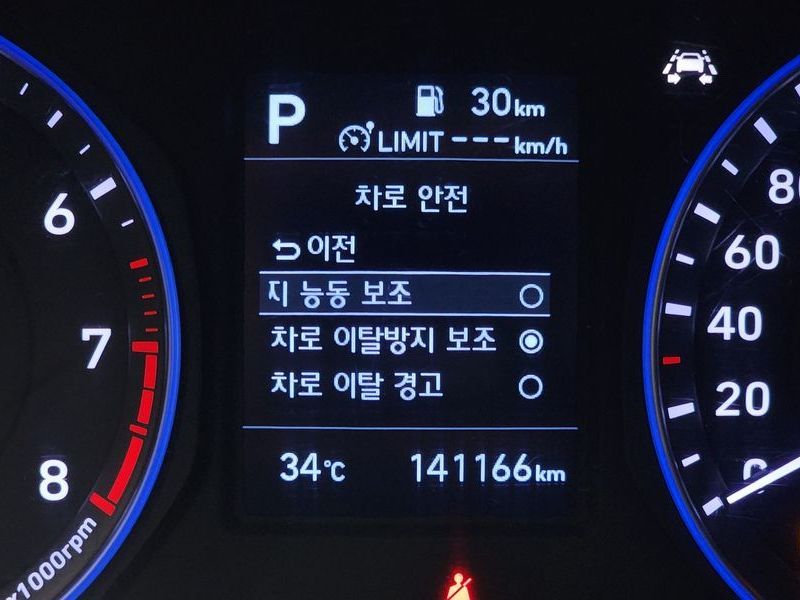 P
30km
LIMIT ---km/h
차로 안전
이전
지 능동 보조
차로 이탈방지 보조
차로 이탈 경고
34°C 141166km
6
7
8
x1000rpm
80
60
40
20
0